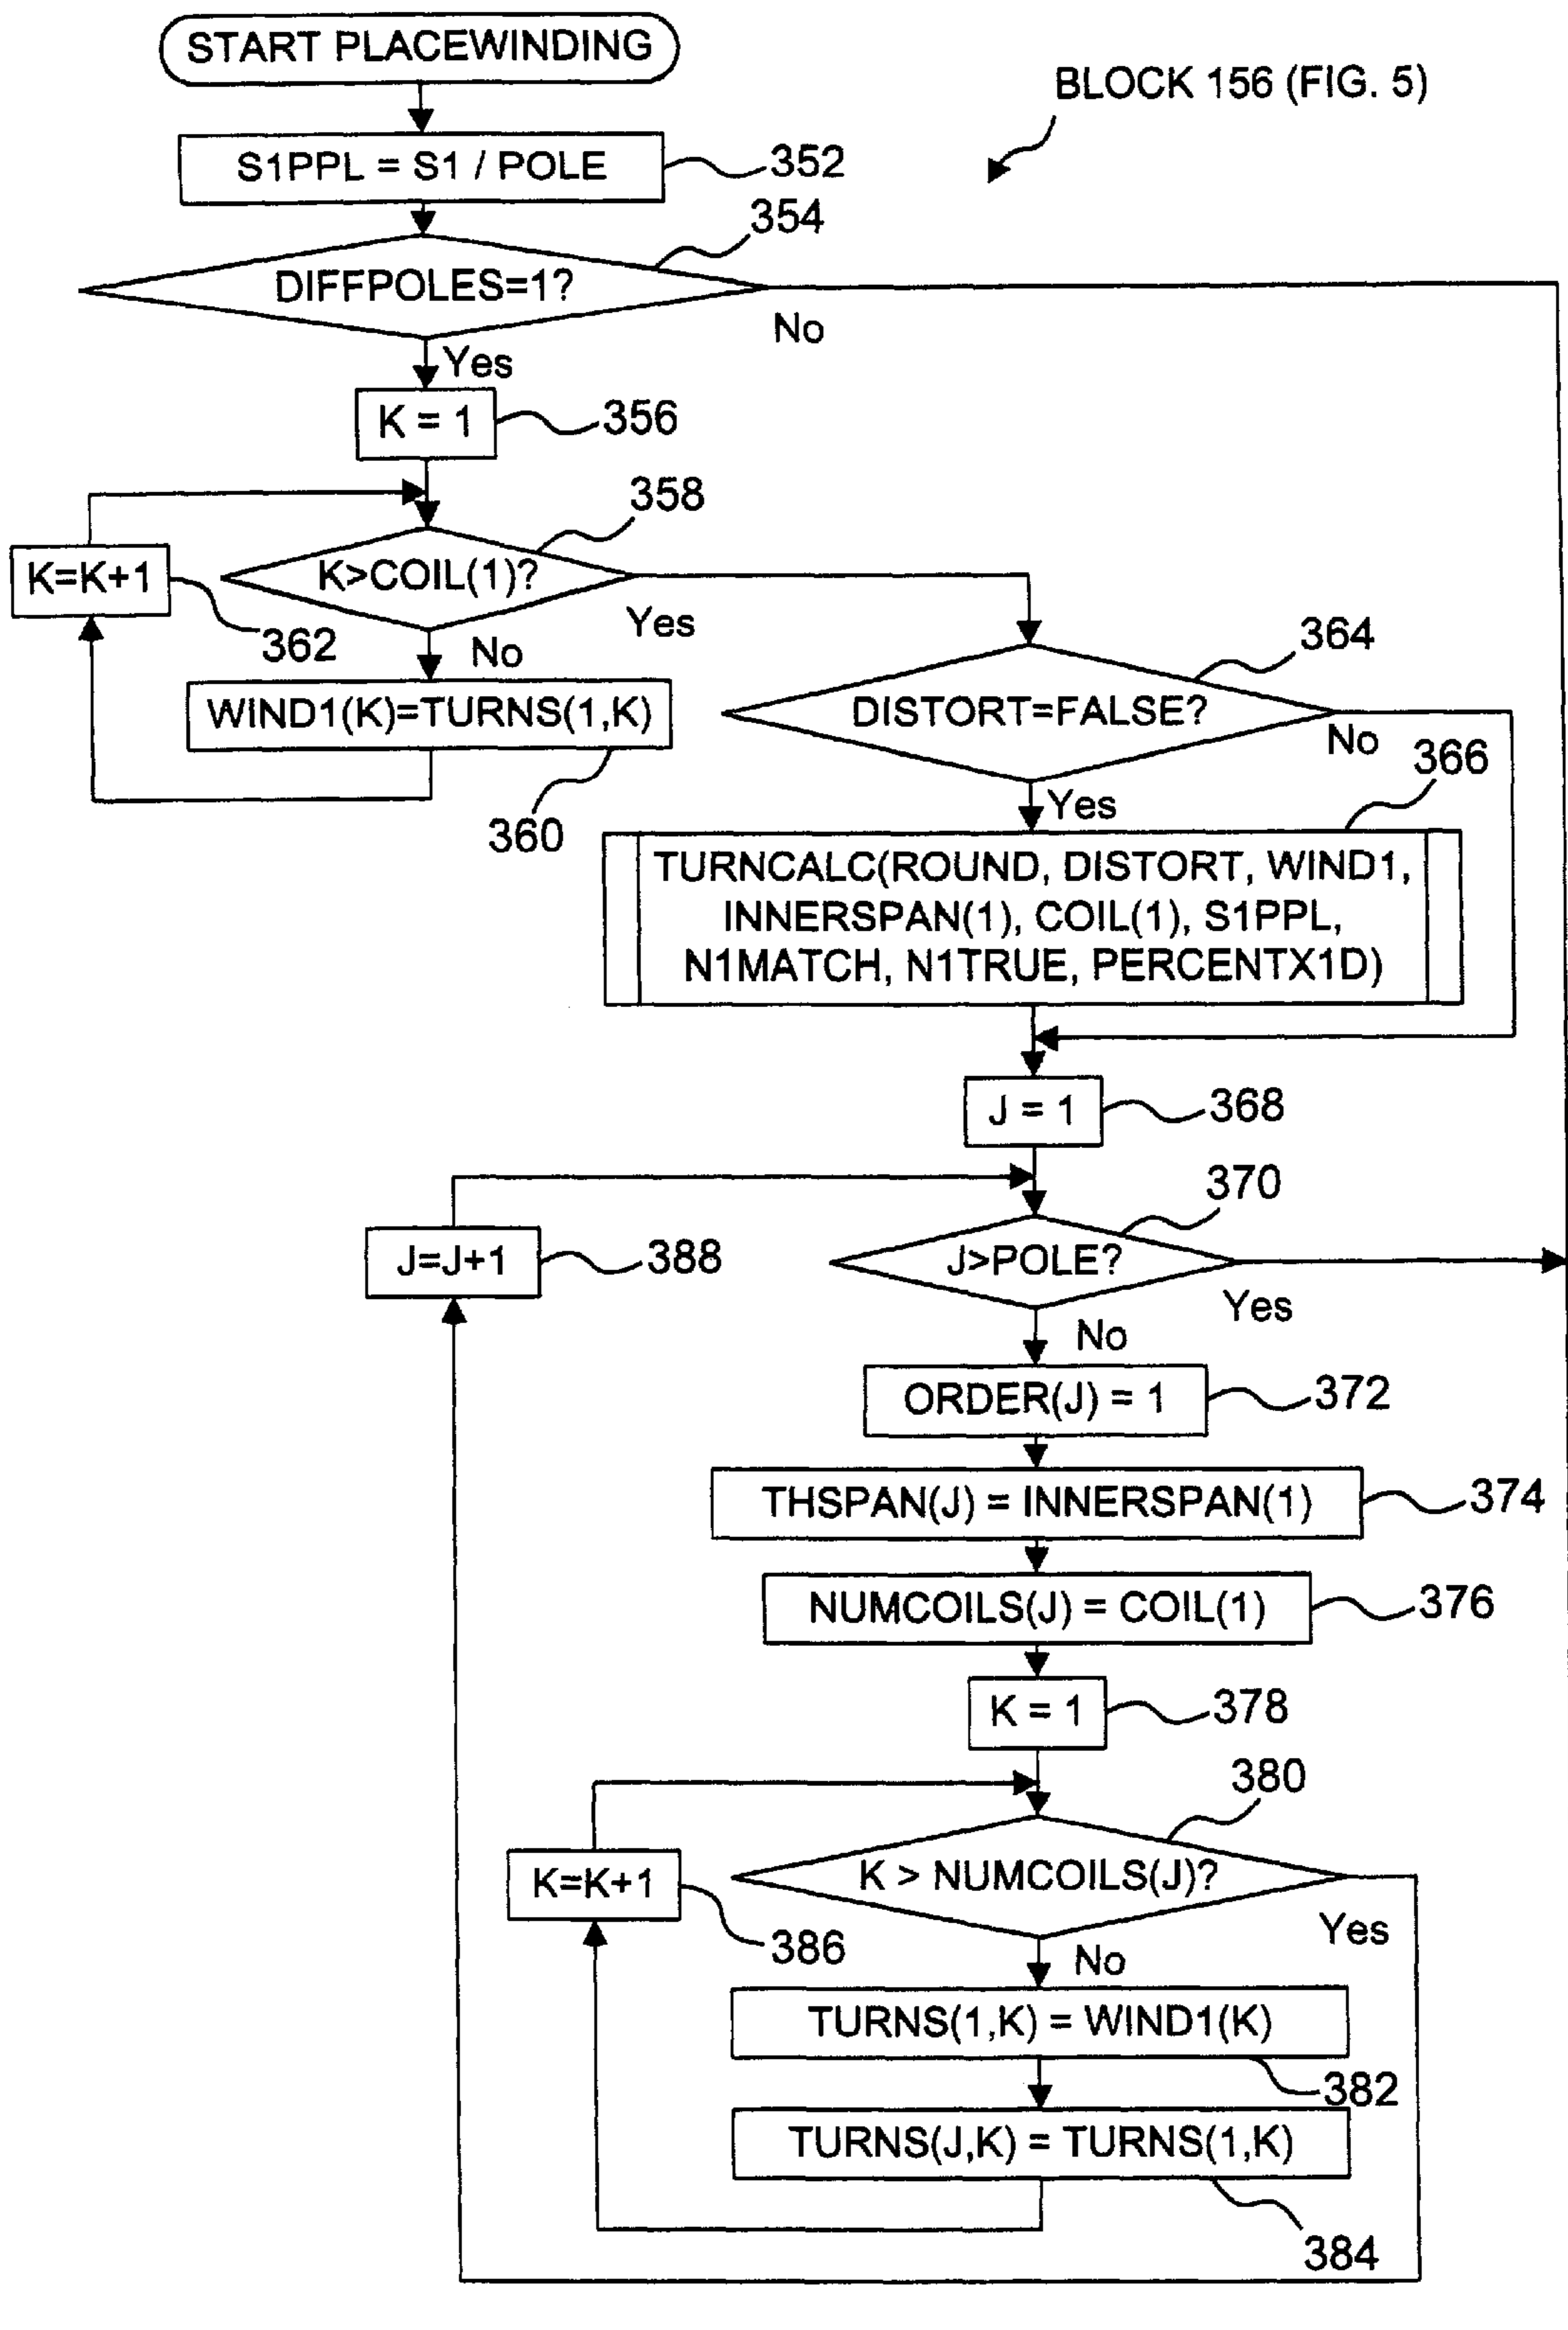 START PLACEWINDING
BLOCK 156 (FIG. 5)
S1PPL = S1 / POLE
352
354
DIFFPOLES=1?
No
Yes
K = 1
356
358
K=K+1
K>COIL(1)?
362
Yes
No
364
WIND1(K)=TURNS(1,K)
DISTORT=FALSE?
No
360
366
Yes
TURNCALC(ROUND, DISTORT, WIND1,
INNERSPAN(1), COIL(1), S1PPL,
N1MATCH, N1TRUE, PERCENTX1D)
J = 1
368
370
J=J+1
388
J>POLE?
Yes
No
ORDER(J) = 1
372
THSPAN(J) = INNERSPAN(1)
374
NUMCOILS(J) = COIL(1)
376
K = 1
378
380
K=K+1
K > NUMCOILS(J)?
386
Yes
No
TURNS(1,K) = WIND1(K)
382
TURNS(J,K) = TURNS(1,K)
384